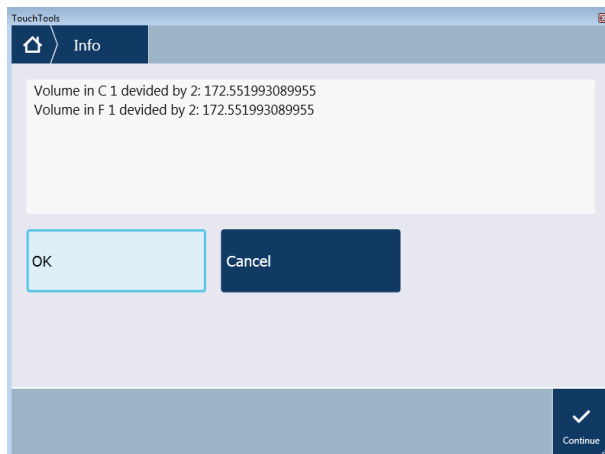 TouchTools
Info
Volume in C 1 devided by 2: 172.551993089955
Volume in F 1 devided by 2: 172.551993089955
OK
Cancel
Continue